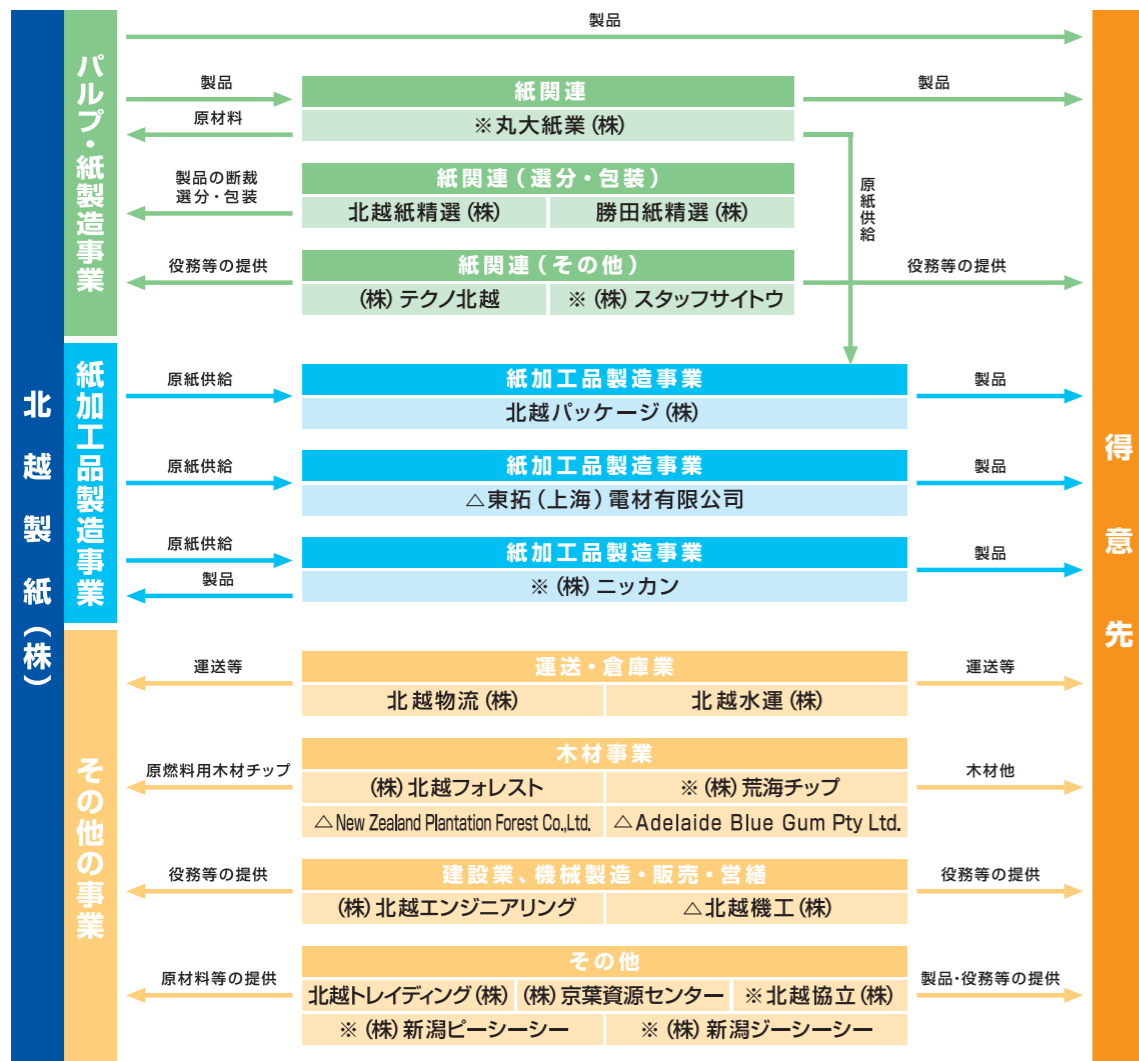 北越製紙(株)
パルプ・紙製造事業
製品
製品
原材料
紙関連
※丸大紙業(株)
製品
原紙供給
製品の断裁
選分・包装
紙関連(選分・包装)
北越紙精選(株) 勝田紙精選(株)
役務等の提供
紙関連(その他)
(株)テクノ北越 ※(株)スタッフサイトウ
役務等の提供
紙加工品製造事業
原紙供給
紙加工品製造事業
北越パッケージ(株)
製品
原紙供給
紙加工品製造事業
△東拓(上海)電材有限公司
製品
原紙供給
製品
紙加工品製造事業
※(株)ニッカン
製品
その他の事業
運送等
運送・倉庫業
北越物流(株) 北越水運(株)
運送等
原燃料用木材チップ
木材事業
(株)北越フォレスト ※(株)荒海チップ
△New Zealand Plantation Forest Co.,Ltd. △Adelaide Blue Gum Pty Ltd.
木材他
役務等の提供
建設業、機械製造・販売・営繕
(株)北越エンジニアリング △北越機工(株)
役務等の提供
原材料等の提供
その他
北越トレイディング(株) (株)京葉資源センター ※北越協立(株)
※(株)新潟ピーシーシー ※(株)新潟ジーシーシー
製品・役務等の提供
得意先